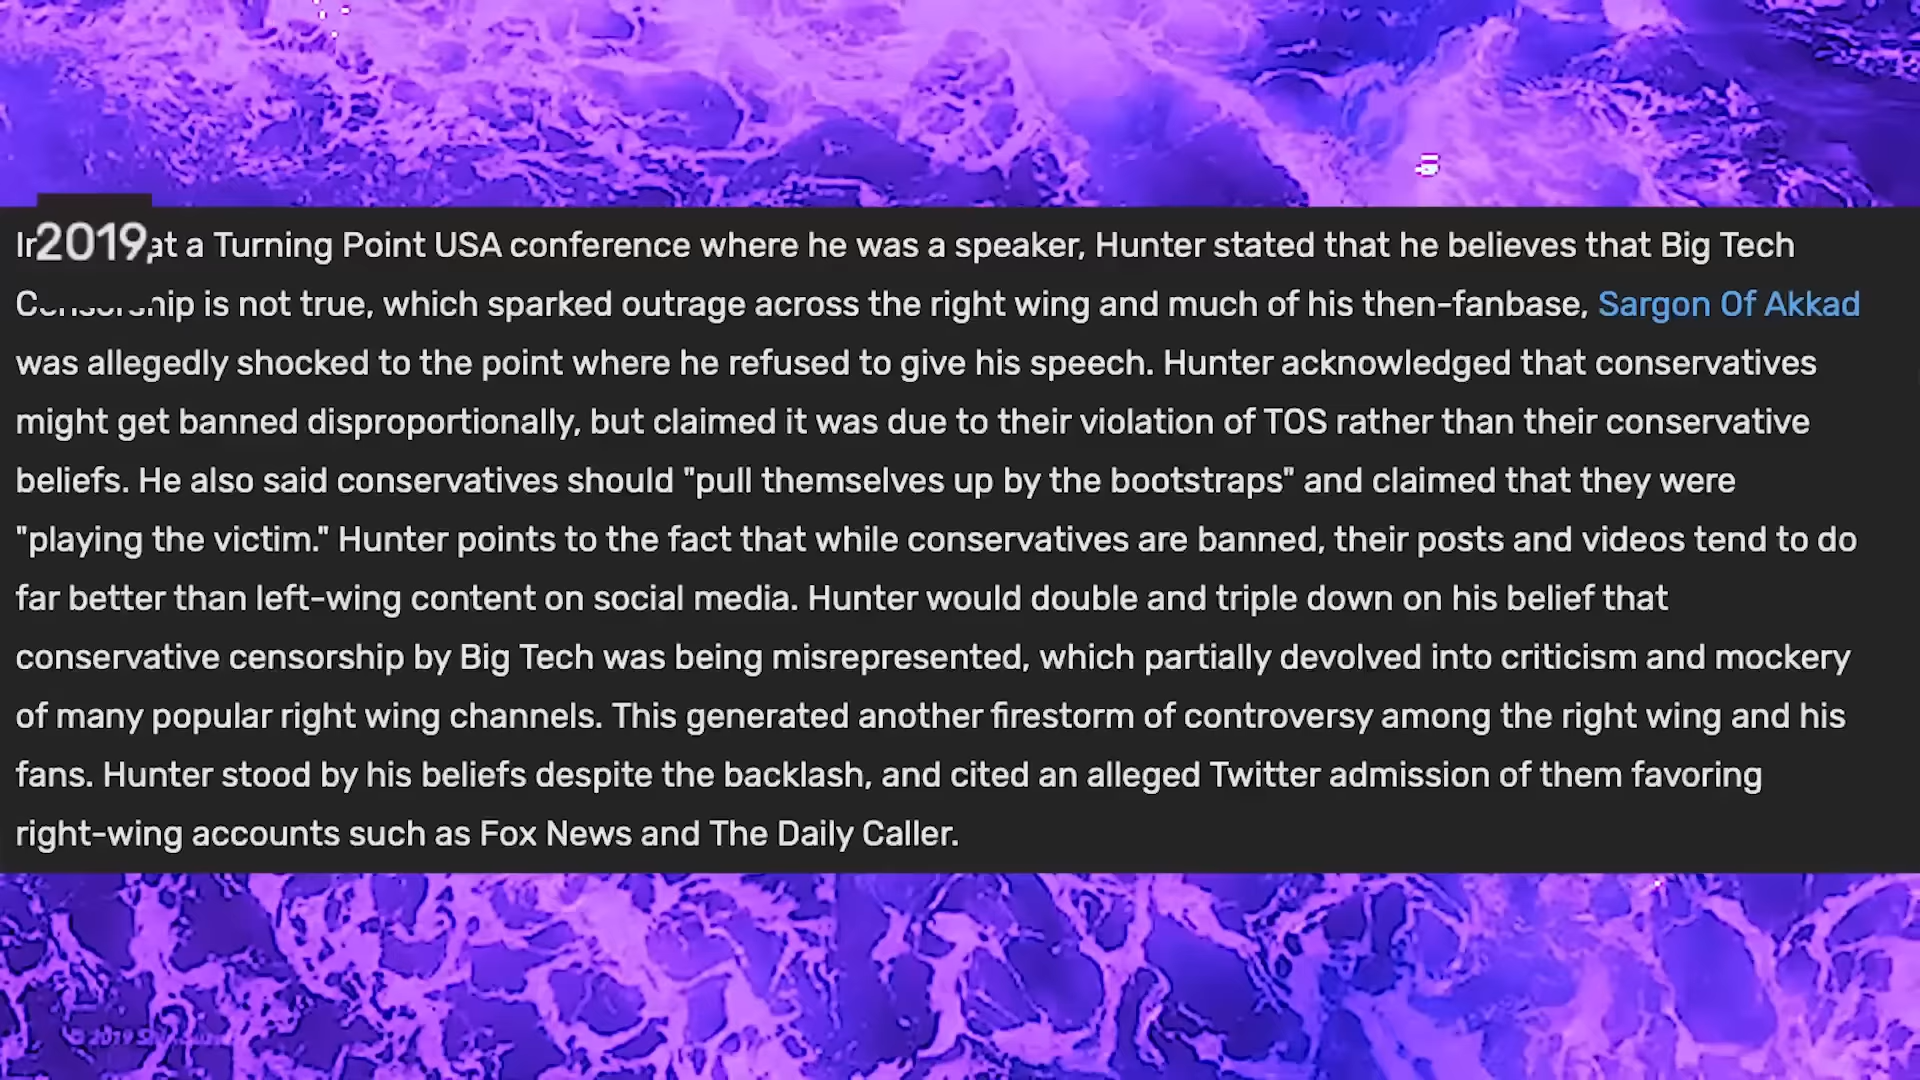 In 2019, at a Turning Point USA conference where he was a speaker, Hunter stated that he believes that Big Tech
Censorship is not true, which sparked outrage across the right wing and much of his then-fanbase, Sargon Of Akkad
was allegedly shocked to the point where he refused to give his speech. Hunter acknowledged that conservatives
might get banned disproportionally, but claimed it was due to their violation of TOS rather than their conservative
beliefs. He also said conservatives should "pull themselves up by the bootstraps" and claimed that they were
"playing the victim." Hunter points to the fact that while conservatives are banned, their posts and videos tend to do
far better than left-wing content on social media. Hunter would double and triple down on his belief that
conservative censorship by Big Tech was being misrepresented, which partially devolved into criticism and mockery
of many popular right wing channels. This generated another firestorm of controversy among the right wing and his
fans. Hunter stood by his beliefs despite the backlash, and cited an alleged Twitter admission of them favoring
right-wing accounts such as Fox News and The Daily Caller.
© 2019